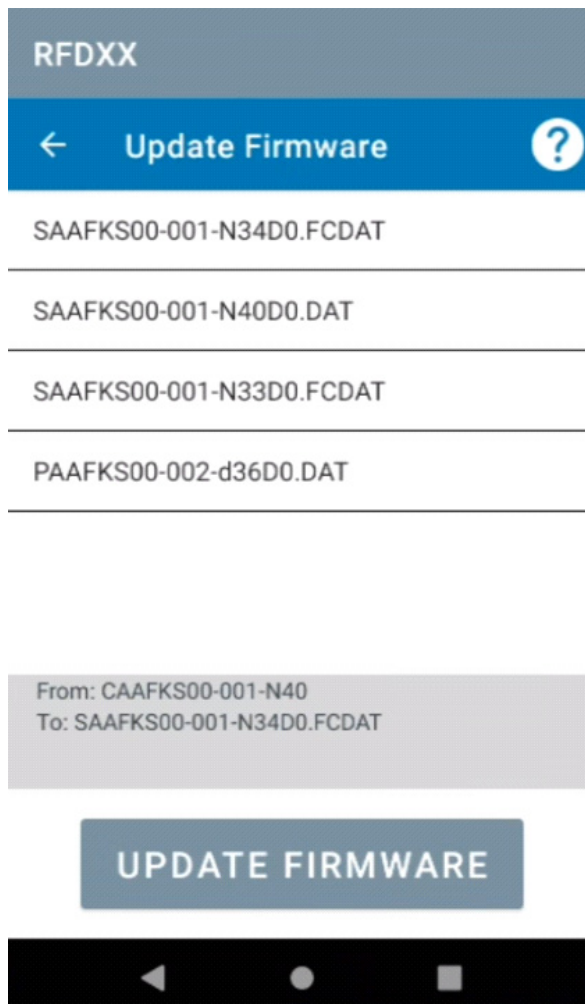 RFDXX
← Update Firmware ?
SAAFKS00-001-N34D0.FCDAT
SAAFKS00-001-N40D0.DAT
SAAFKS00-001-N33D0.FCDAT
PAAFKS00-002-d36D0.DAT
From: CAAFKS00-001-N40
To: SAAFKS00-001-N34D0.FCDAT
UPDATE FIRMWARE